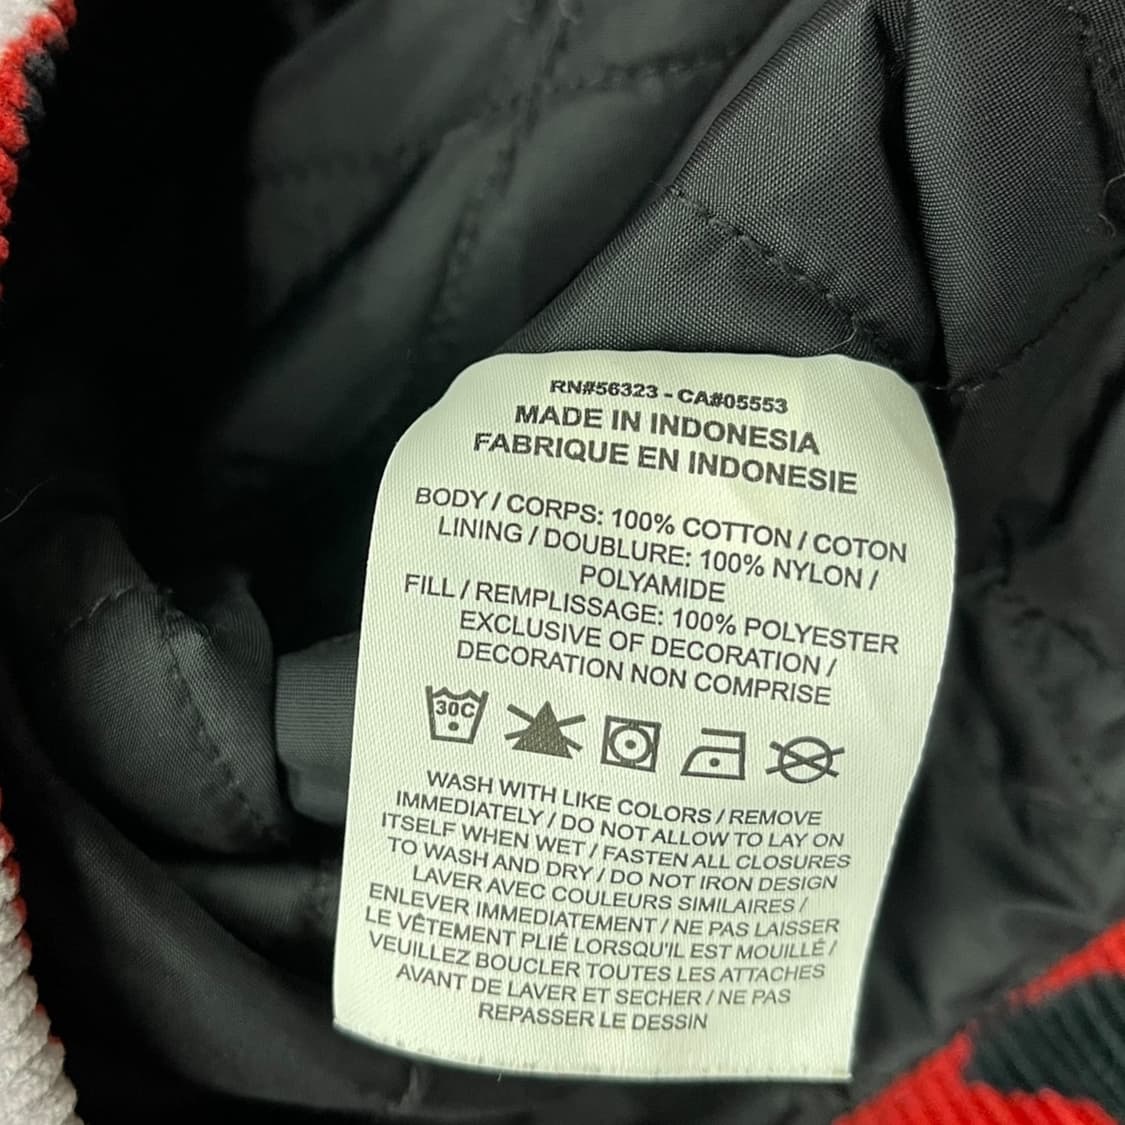 RN#56323 - CA#05553
MADE IN INDONESIA
FABRIQUE EN INDONESIE
BODY / CORPS: 100% COTTON / COTON
LINING / DOUBLURE: 100% NYLON /
POLYAMIDE
FILL / REMPLISSAGE: 100% POLYESTER
EXCLUSIVE OF DECORATION /
DECORATION NON COMPRISE
30C
WASH WITH LIKE COLORS / REMOVE
IMMEDIATELY / DO NOT ALLOW TO LAY ON
ITSELF WHEN WET / FASTEN ALL CLOSURES
TO WASH AND DRY / DO NOT IRON DESIGN
LAVER AVEC COULEURS SIMILAIRES /
ENLEVER IMMEDIATEMENT / NE PAS LAISSER
LE VÊTEMENT PLIÉ LORSQU'IL EST MOUILLÉ /
VEUILLEZ BOUCLER TOUTES LES ATTACHES
AVANT DE LAVER ET SECHER / NE PAS
REPASSER LE DESSIN